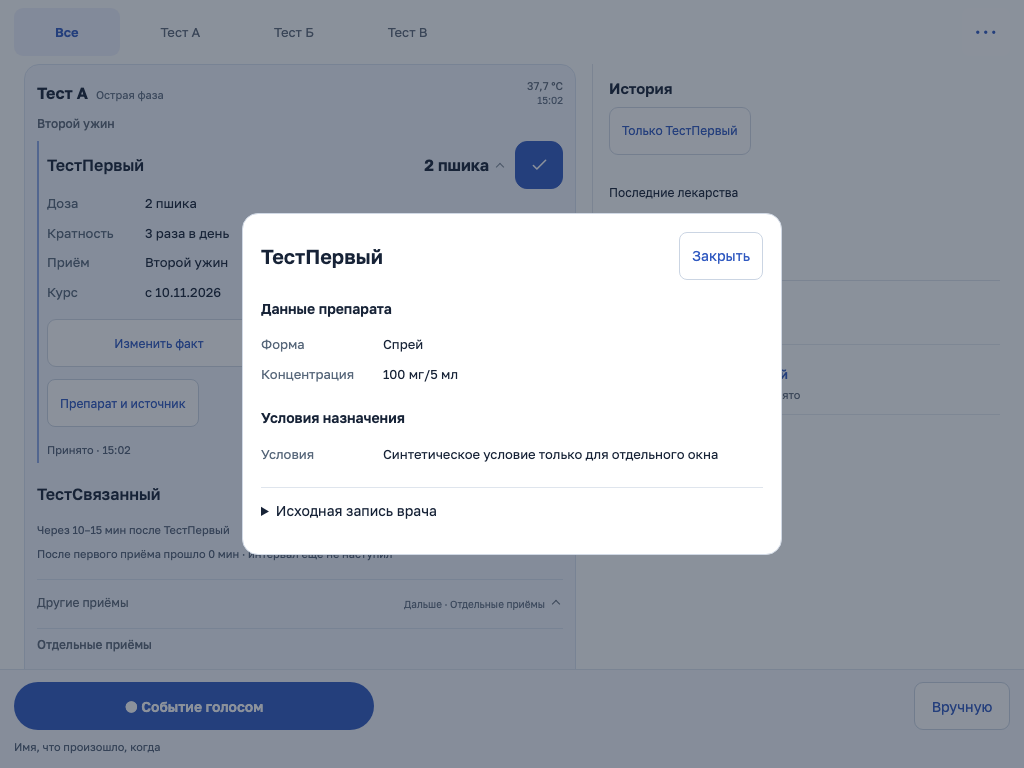 Все
Тест А
Тест Б
Тест В
Тест А Острая фаза
37,7 °C
15:02
Второй ужин
ТестПервый
2 пшика
Доза 2 пшика
Кратность 3 раза в день
Приём Второй ужин
Курс с 10.11.2026
Изменить факт
Препарат и источник
Принято · 15:02
ТестСвязанный
Через 10–15 мин после ТестПервый
После первого приёма прошло 0 мин · интервал ещё не наступил
Другие приёмы
Дальше · Отдельные приёмы
Отдельные приёмы
История
Только ТестПервый
Последние лекарства
ТестПервый
Закрыть
Данные препарата
Форма Спрей
Концентрация 100 мг/5 мл
Условия назначения
Условия Синтетическое условие только для отдельного окна
Исходная запись врача
Событие голосом
Вручную
Имя, что произошло, когда